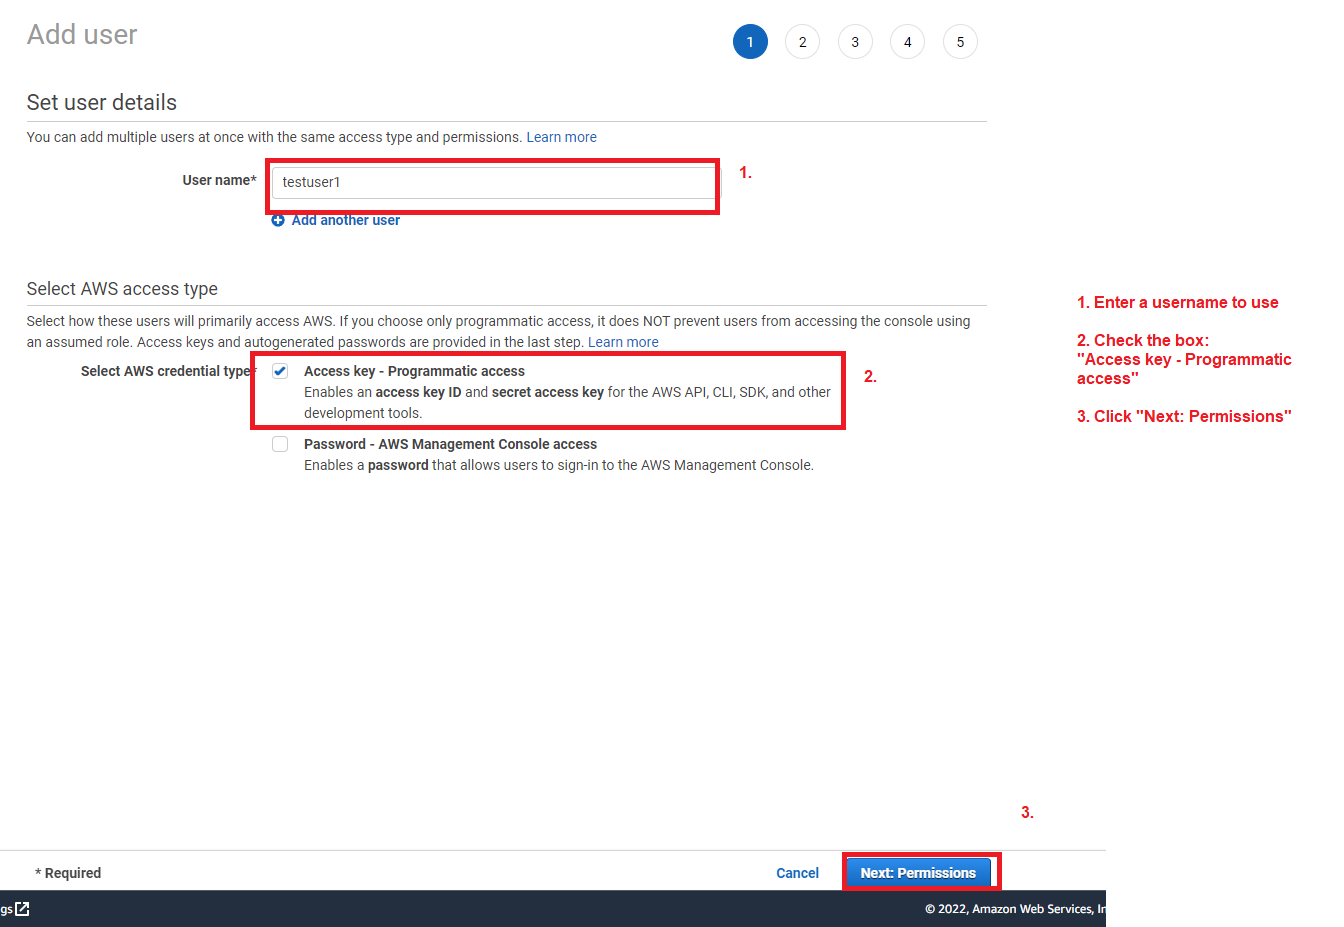 Add user
1 2 3 4 5
Set user details
You can add multiple users at once with the same access type and permissions. Learn more
User name* testuser1 1.
Add another user
Select AWS access type
Select how these users will primarily access AWS. If you choose only programmatic access, it does NOT prevent users from accessing the console using
an assumed role. Access keys and autogenerated passwords are provided in the last step. Learn more
Select AWS credential type* Access key - Programmatic access 2.
Enables an access key ID and secret access key for the AWS API, CLI, SDK, and other
development tools.
Password - AWS Management Console access
Enables a password that allows users to sign-in to the AWS Management Console.
1. Enter a username to use
2. Check the box:
"Access key - Programmatic
access"
3. Click "Next: Permissions"
3.
* Required Cancel Next: Permissions
gs © 2022, Amazon Web Services, In